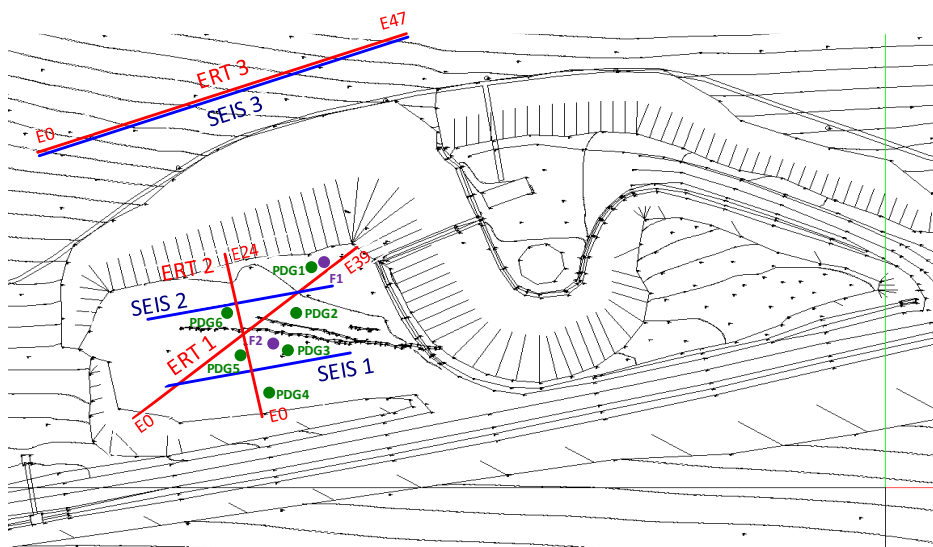 E47
ERT 3
SEIS 3
E0
E24
ERT 2
E39
PDG1
F1
SEIS 2
PDG2
PDG6
ERT 1
F2
PDG3
PDG5
SEIS 1
PDG4
E0
E0